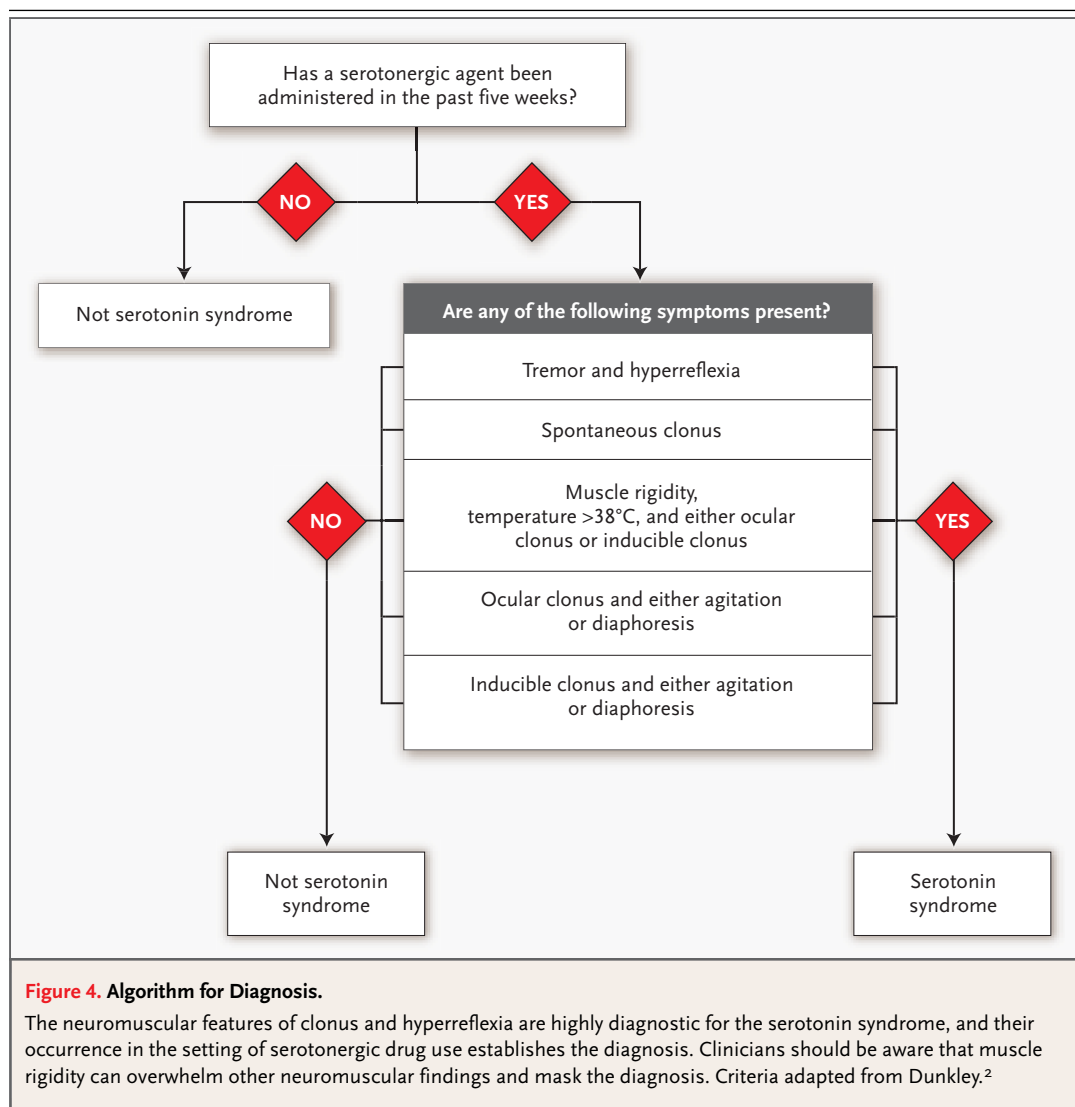 Has a serotonergic agent been
administered in the past five weeks?
NO
YES
Not serotonin syndrome
Are any of the following symptoms present?
Tremor and hyperreflexia
Spontaneous clonus
Muscle rigidity,
temperature >38°C, and either ocular
clonus or inducible clonus
NO
YES
Ocular clonus and either agitation
or diaphoresis
Inducible clonus and either agitation
or diaphoresis
Not serotonin
syndrome
Serotonin
syndrome
Figure 4. Algorithm for Diagnosis.
The neuromuscular features of clonus and hyperreflexia are highly diagnostic for the serotonin syndrome, and their
occurrence in the setting of serotonergic drug use establishes the diagnosis. Clinicians should be aware that muscle
rigidity can overwhelm other neuromuscular findings and mask the diagnosis. Criteria adapted from Dunkley.²